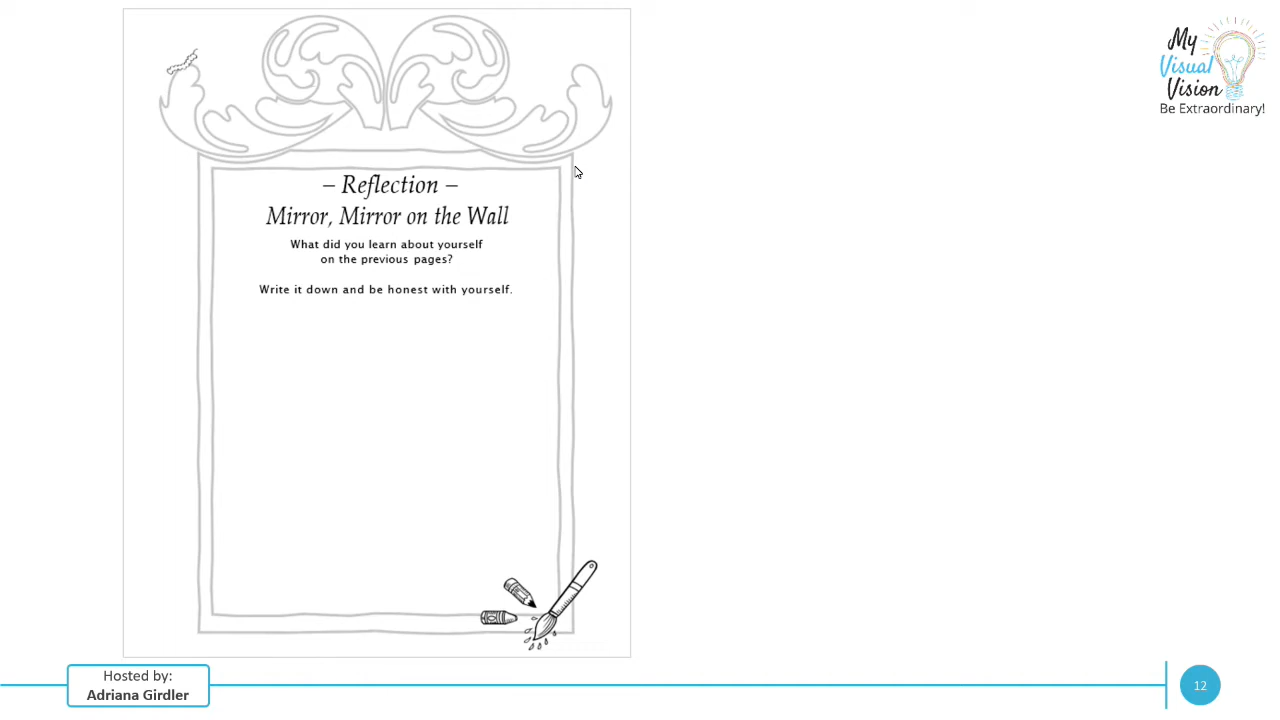 My
Visual
Vision
Be Extraordinary!
– Reflection –
Mirror, Mirror on the Wall
What did you learn about yourself
on the previous pages?
Write it down and be honest with yourself.
Hosted by:
Adriana Girdler
12